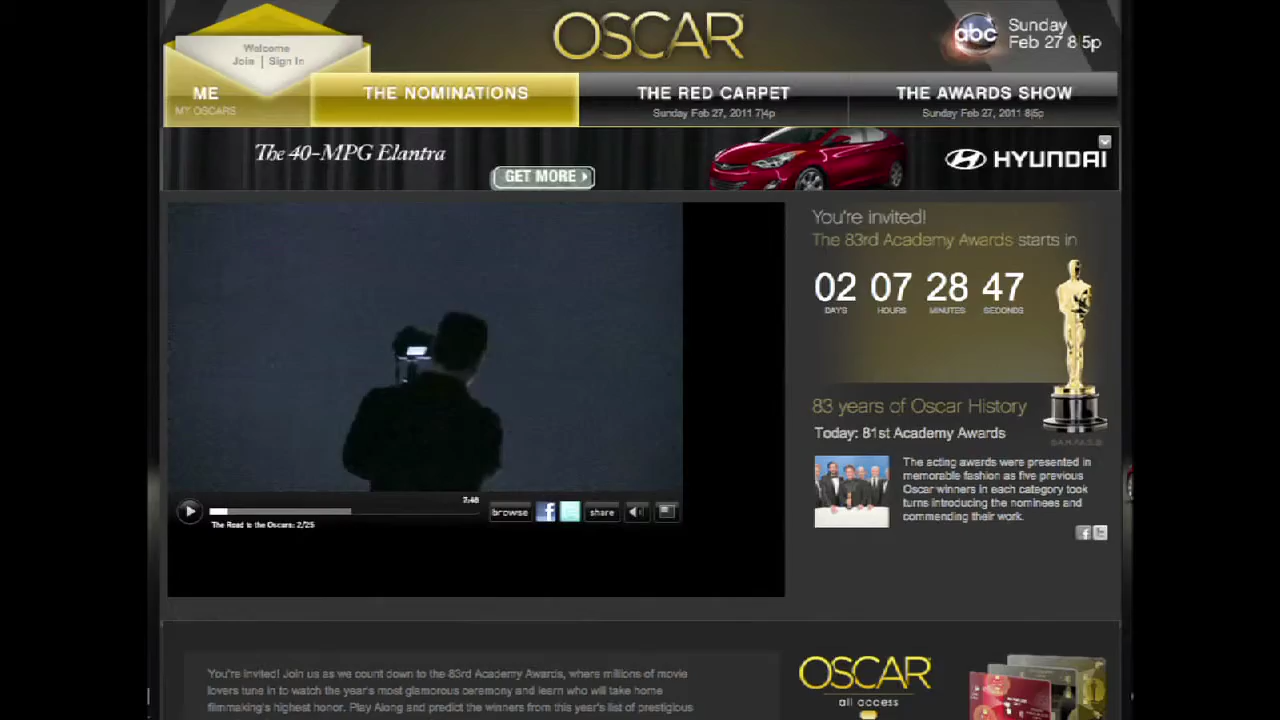 OSCAR
abc
Sunday
Feb 27 8|5p
Welcome
Join | Sign In
ME
MY OSCARS
THE NOMINATIONS
THE RED CARPET
Sunday Feb 27, 2011 7|4p
THE AWARDS SHOW
Sunday Feb 27, 2011 8|5p
The 40-MPG Elantra
GET MORE
HYUNDAI
You're invited!
The 83rd Academy Awards starts in
02 07 28 47
DAYS HOURS MINUTES SECONDS
83 years of Oscar History
Today: 81st Academy Awards
The acting awards were presented in
memorable fashion as five previous
Oscar winners in each category took
turns introducing the nominees and
commending their work.
7:48
browse
share
The Road to the Oscars: 2/25
You're invited! Join us as we count down to the 83rd Academy Awards, where millions of movie
lovers tune in to watch the year's most glamorous ceremony and learn who will take home
filmmaking's highest honor. Play Along and predict the winners from this year's list of prestigious
OSCAR
all access